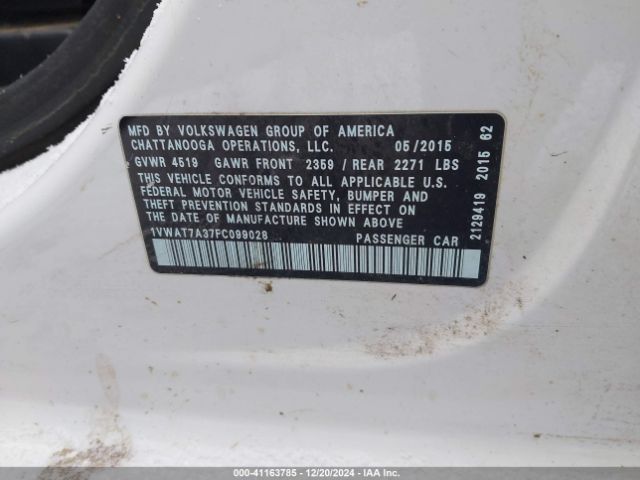 MFD BY VOLKSWAGEN GROUP OF AMERICA
CHATTANOOGA OPERATIONS, LLC. 05/2015
GVWR 4519 GAWR FRONT 2359 / REAR 2271 LBS
THIS VEHICLE CONFORMS TO ALL APPLICABLE U.S.
FEDERAL MOTOR VEHICLE SAFETY, BUMPER AND
THEFT PREVENTION STANDARDS IN EFFECT ON
THE DATE OF MANUFACTURE SHOWN ABOVE
1VWAT7A37FC099028 PASSENGER CAR
2129419 2015 62
000-41163785 - 12/20/2024 - IAA Inc.